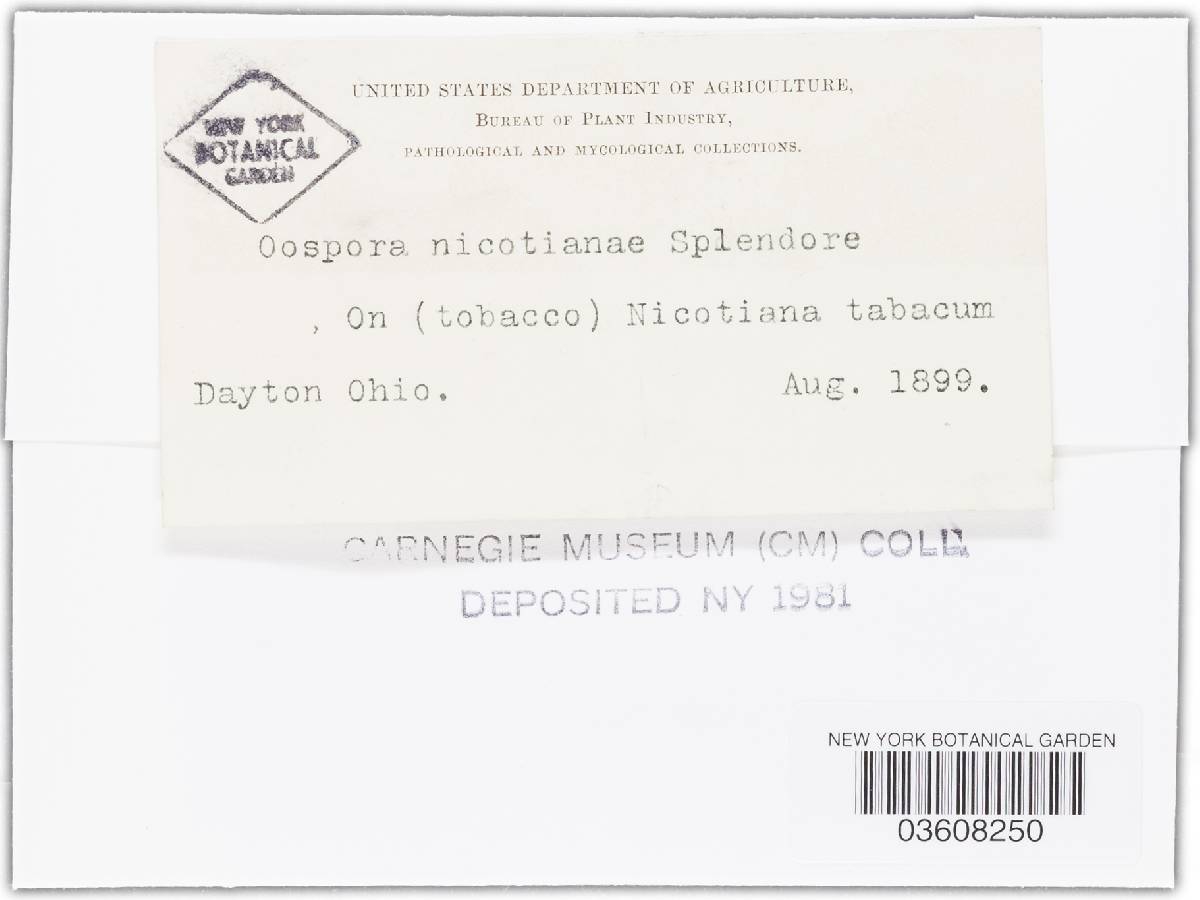 UNITED STATES DEPARTMENT OF AGRICULTURE,
BUREAU OF PLANT INDUSTRY,
PATHOLOGICAL AND MYCOLOGICAL COLLECTIONS.
NEW YORK
BOTANICAL
GARDEN
Oospora nicotianae Splendore
, On (tobacco) Nicotiana tabacum
Dayton Ohio. Aug. 1899.
CARNEGIE MUSEUM (CM) COLL.
DEPOSITED NY 1981
NEW YORK BOTANICAL GARDEN
03608250